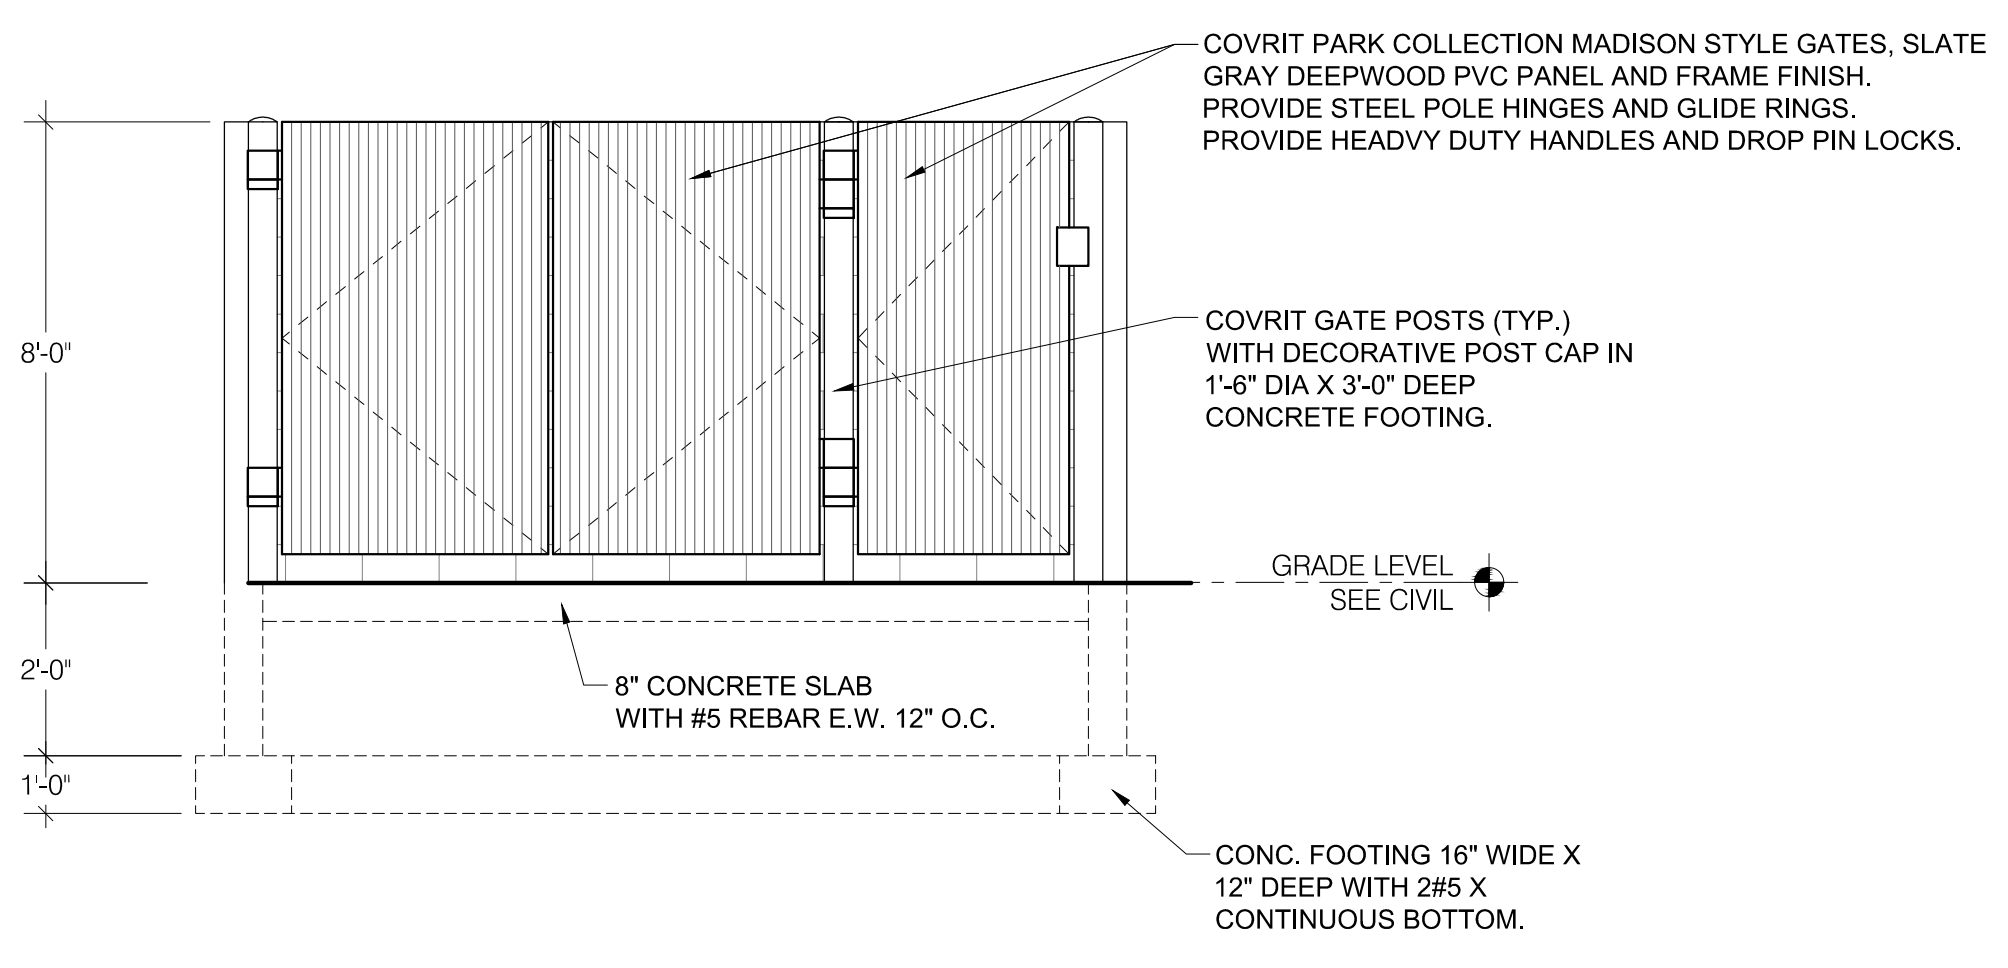 COVRIT PARK COLLECTION MADISON STYLE GATES, SLATE
GRAY DEEPWOOD PVC PANEL AND FRAME FINISH.
PROVIDE STEEL POLE HINGES AND GLIDE RINGS.
PROVIDE HEADVY DUTY HANDLES AND DROP PIN LOCKS.
COVRIT GATE POSTS (TYP.)
WITH DECORATIVE POST CAP IN
1'-6" DIA X 3'-0" DEEP
CONCRETE FOOTING.
8'-0"
GRADE LEVEL
SEE CIVIL
2'-0"
8" CONCRETE SLAB
WITH #5 REBAR E.W. 12" O.C.
1'-0"
CONC. FOOTING 16" WIDE X
12" DEEP WITH 2#5 X
CONTINUOUS BOTTOM.